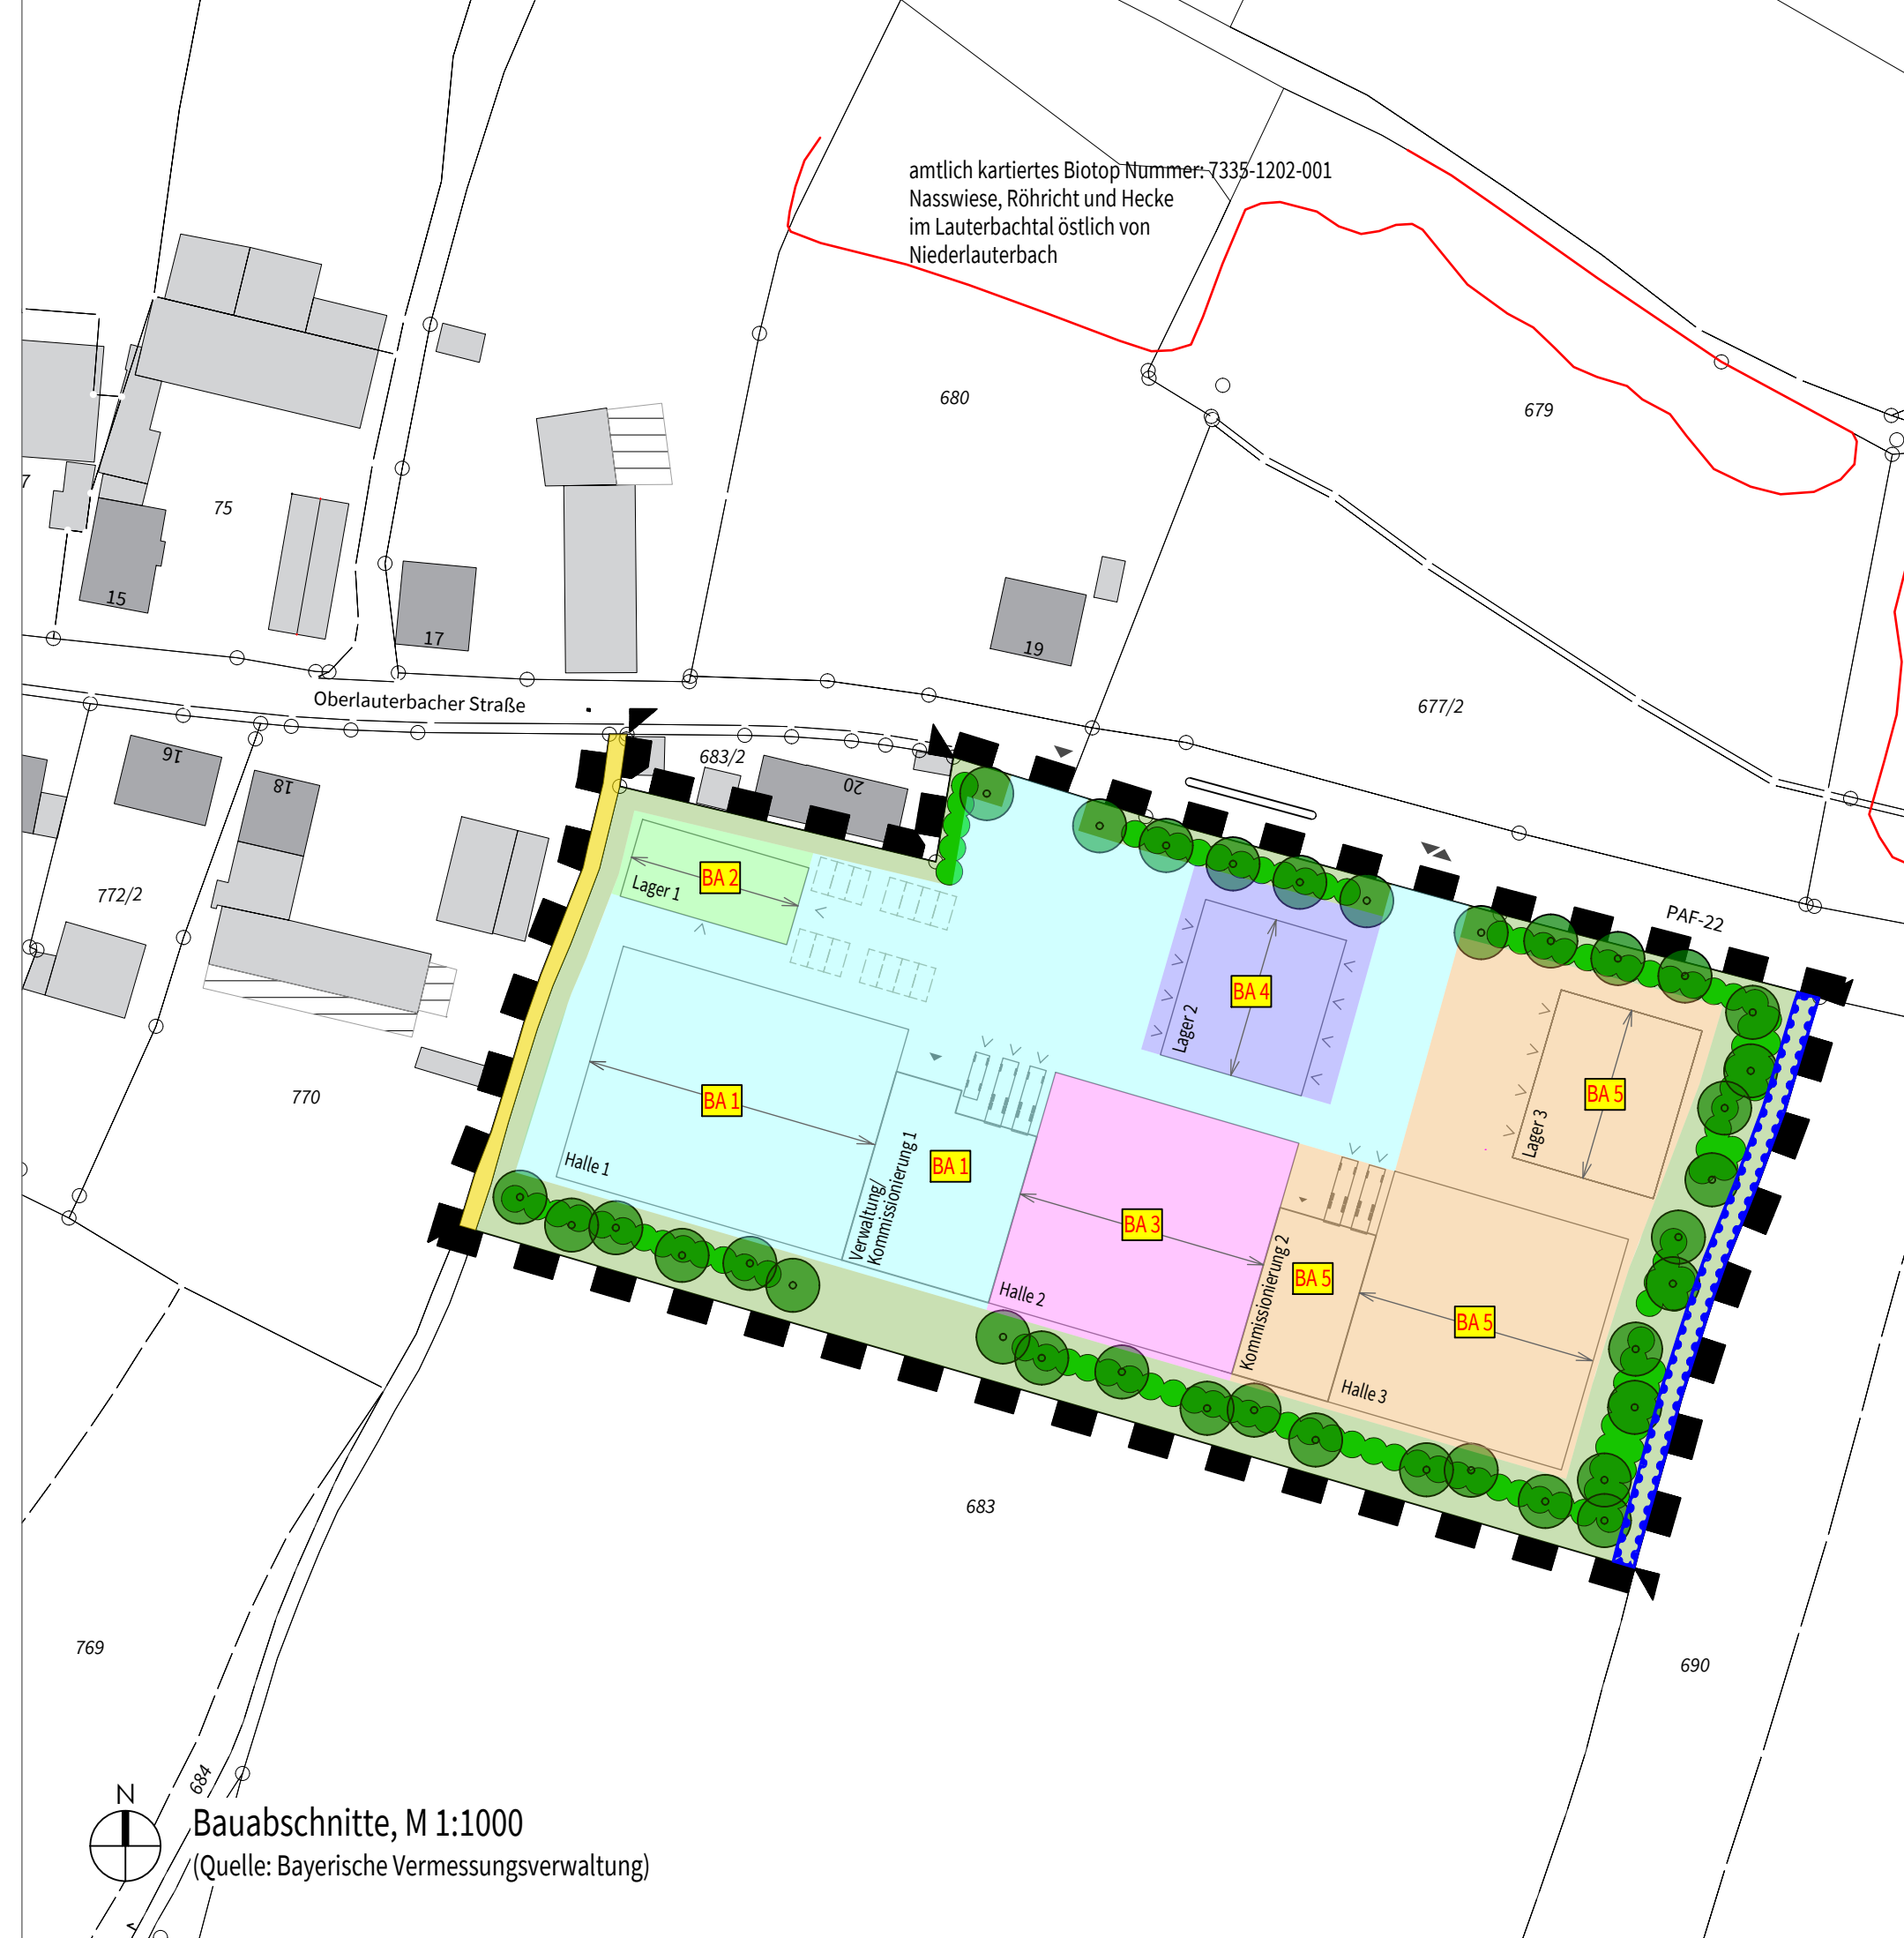 amtlich kartiertes Biotop Nummer: 7335-1202-001
Nasswiese, Röhricht und Hecke
im Lauterbachtal östlich von
Niederlauterbach
680
679
7
75
15
17
19
Oberlauterbacher Straße
677/2
683/2
16
18
20
772/2
PAF-22
BA 2
Lager 1
BA 4
Lager 2
770
BA 1
BA 5
Lager 3
Halle 1
Verwaltung/
Kommissionierung 1
BA 1
BA 3
Halle 2
Kommissionierung 2
BA 5
BA 5
Halle 3
683
769
690
684
N
Bauabschnitte, M 1:1000
(Quelle: Bayerische Vermessungsverwaltung)